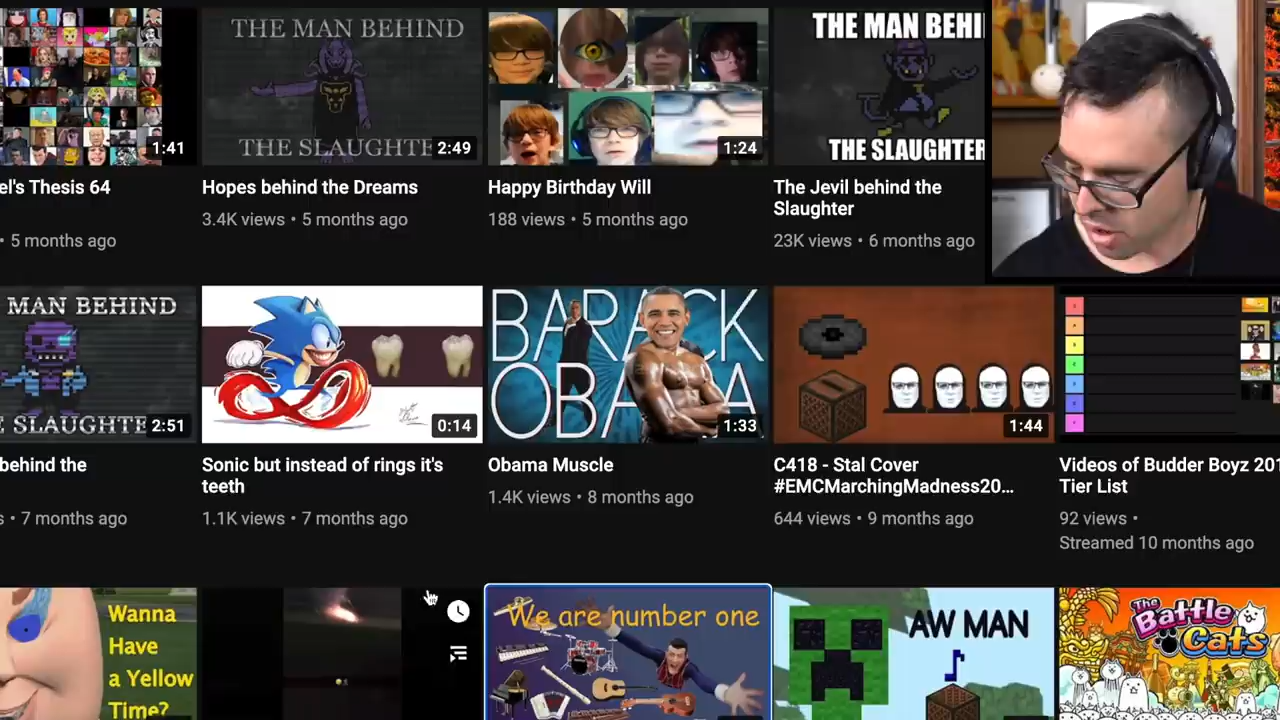 THE MAN BEHIND
THE SLAUGHTE
THE MAN BEHI
THE SLAUGHTER
1:41
2:49
1:24
el's Thesis 64
Hopes behind the Dreams
Happy Birthday Will
The Jevil behind the
Slaughter
• 5 months ago
3.4K views • 5 months ago
188 views • 5 months ago
23K views • 6 months ago
MAN BEHIND
E SLAUGHTE
2:51
0:14
BARACK
OBAMA
1:33
1:44
behind the
Sonic but instead of rings it's
teeth
Obama Muscle
C418 - Stal Cover
#EMCMarchingMadness20...
Videos of Budder Boyz 201
Tier List
s • 7 months ago
1.1K views • 7 months ago
1.4K views • 8 months ago
644 views • 9 months ago
92 views •
Streamed 10 months ago
Wanna
Have
a Yellow
Time?
We are number one
AW MAN
The
Battle
Cats